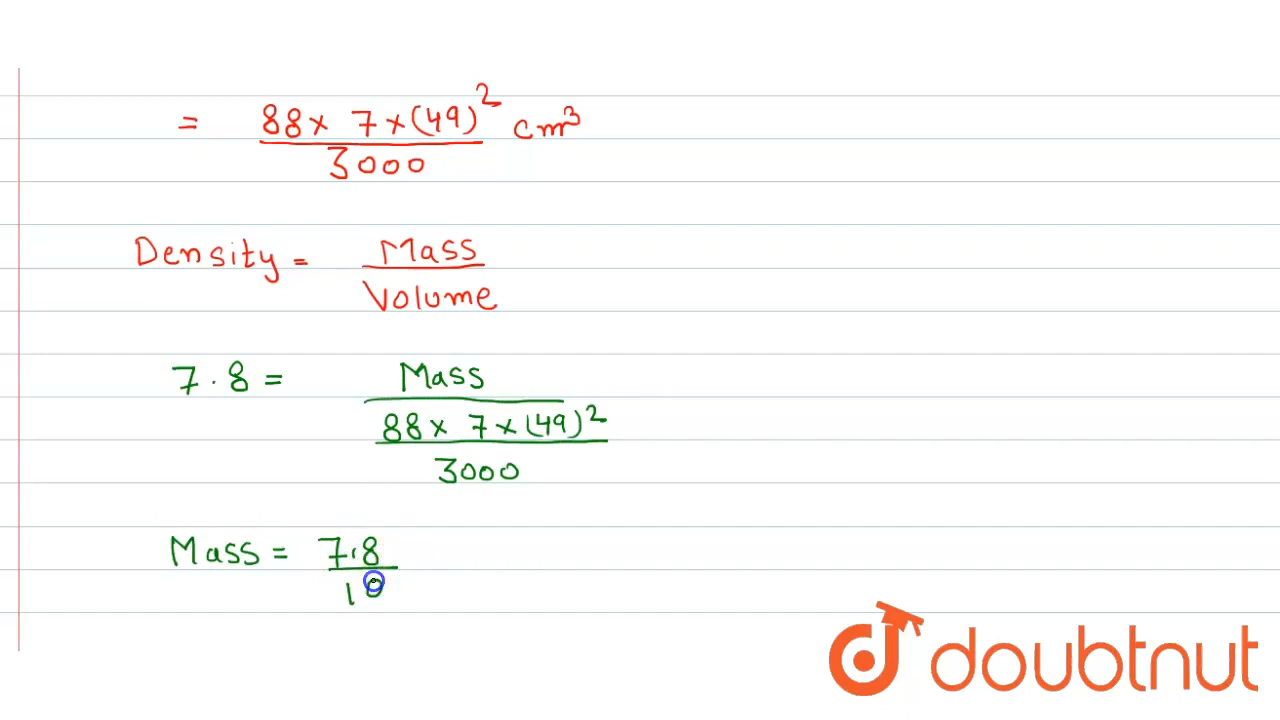 = 88 × 7 × (49)² cm³
3000
Density = Mass
Volume
7.8 = Mass
88 × 7 × (49)²
3000
Mass = 7.8
10
doubtnut